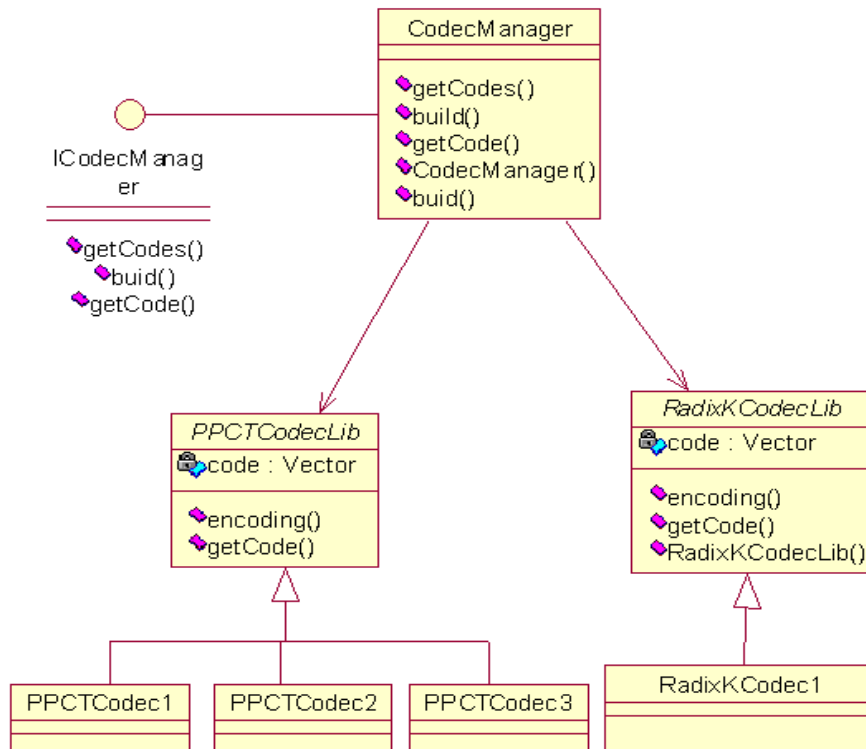 CodecManager
getCodes()
build()
getCode()
CodecManager()
buid()
ICodecManag
er
getCodes()
buid()
getCode()
PPCTCodecLib
code : Vector
encoding()
getCode()
RadixKCodecLib
code : Vector
encoding()
getCode()
RadixKCodecLib()
PPCTCodec1
PPCTCodec2
PPCTCodec3
RadixKCodec1